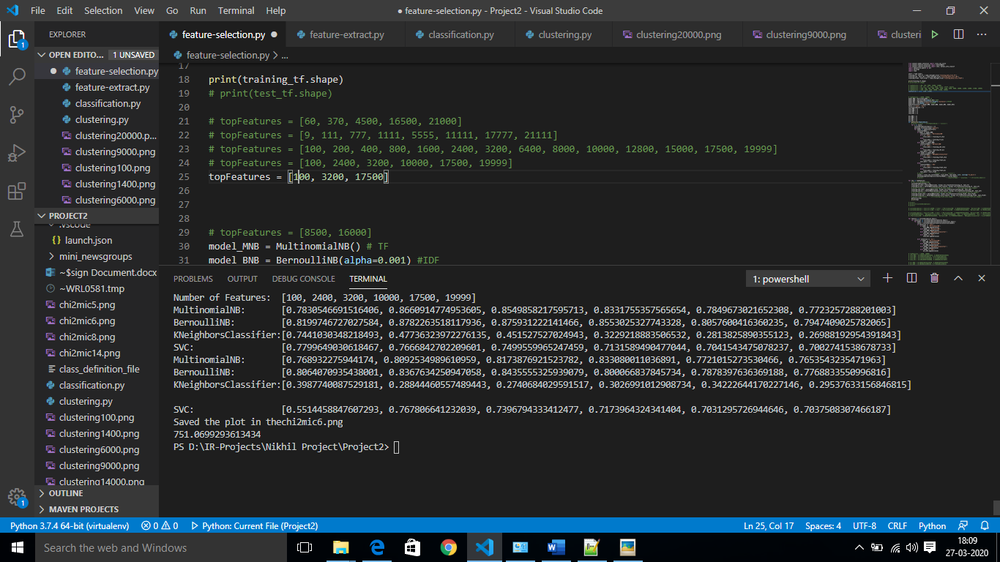 File Edit Selection View Go Run Terminal Help
● feature-selection.py - Project2 - Visual Studio Code
EXPLORER
OPEN EDITO... 1 UNSAVED
feature-selection.py
feature-extract.py
classification.py
clustering.py
clustering20000.p...
clustering9000.png
clustering100.png
clustering1400.png
clustering6000.png
PROJECT2
.vscode
launch.json
mini_newsgroups
~$sign Document.docx
~WRL0581.tmp
chi2mic5.png
chi2mic6.png
chi2mic8.png
chi2mic14.png
class_definition_file
classification.py
clustering.py
clustering100.png
clustering1400.png
clustering6000.png
clustering9000.png
clustering14000.png
OUTLINE
MAVEN PROJECTS
feature-selection.py ● feature-extract.py classification.py clustering.py clustering20000.png clustering9000.png clusteri
feature-selection.py > ...
17
18 print(training_tf.shape)
19 # print(test_tf.shape)
20
21 # topFeatures = [60, 370, 4500, 16500, 21000]
22 # topFeatures = [9, 111, 777, 1111, 5555, 11111, 17777, 21111]
23 # topFeatures = [100, 200, 400, 800, 1600, 2400, 3200, 6400, 8000, 10000, 12800, 15000, 17500, 19999]
24 # topFeatures = [100, 2400, 3200, 10000, 17500, 19999]
25 topFeatures = [100, 3200, 17500]
26
27
28
29 # topFeatures = [8500, 16000]
30 model_MNB = MultinomialNB() # TF
31 model_BNB = BernoulliNB(alpha=0.001) #IDF
PROBLEMS OUTPUT DEBUG CONSOLE TERMINAL
1: powershell
Number of Features: [100, 2400, 3200, 10000, 17500, 19999]
MultinomialNB: [0.7830546691516406, 0.8660914774953605, 0.8549858217595713, 0.8331755357565654, 0.7849673021652308, 0.7723257288201003]
BernoulliNB: [0.8199746727027584, 0.8782263518117936, 0.875931222141466, 0.8553025327743328, 0.8057600416360235, 0.7947409025782065]
KNeighborsClassifier:[0.7441030348218493, 0.47736323972276135, 0.451527527024943, 0.3229218883506532, 0.2813825890355123, 0.26988192954391843]
SVC: [0.7799649030618467, 0.7666842702209601, 0.7499559965247459, 0.7131589490477044, 0.7041543475078237, 0.7002741538678733]
MultinomialNB: [0.768932275944174, 0.8092534989610959, 0.8173876921523782, 0.833080011036891, 0.7721015273530466, 0.7653543235471963]
BernoulliNB: [0.8064070935438001, 0.8367634250947058, 0.8435555325939079, 0.800066837845734, 0.7878397636369188, 0.7768833550996816]
KNeighborsClassifier:[0.3987740087529181, 0.28844460557489443, 0.2740684029591517, 0.3026991012908734, 0.34222644170227146, 0.29537633156846815]
SVC: [0.5514458847607293, 0.767806641232039, 0.7396794333412477, 0.7173964324341404, 0.7031295726944646, 0.7037508307466187]
Saved the plot in thechi2mic6.png
751.0699293613434
PS D:\IR-Projects\Nikhil Project\Project2>
Python 3.7.4 64-bit (virtualenv) 0 0 Python: Current File (Project2) Ln 25, Col 17 Spaces: 4 UTF-8 CRLF Python
Search the web and Windows
18:09
27-03-2020